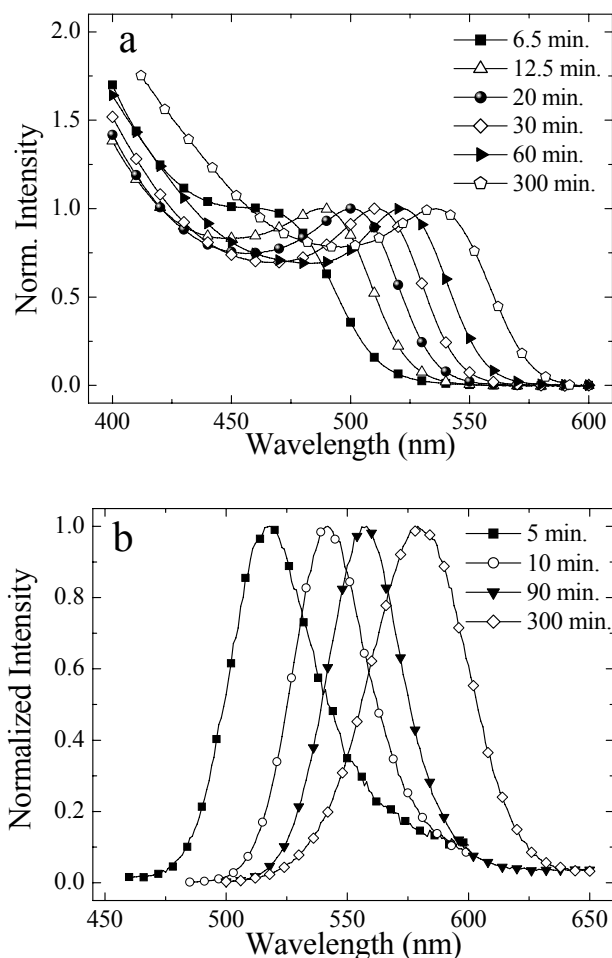 a
2.0
1.5
1.0
0.5
0.0
Norm. Intensity
6.5 min.
12.5 min.
20 min.
30 min.
60 min.
300 min.
400 450 500 550 600
Wavelength (nm)
b
1.0
0.8
0.6
0.4
0.2
0.0
Normalized Intensity
5 min.
10 min.
90 min.
300 min.
450 500 550 600 650
Wavelength (nm)